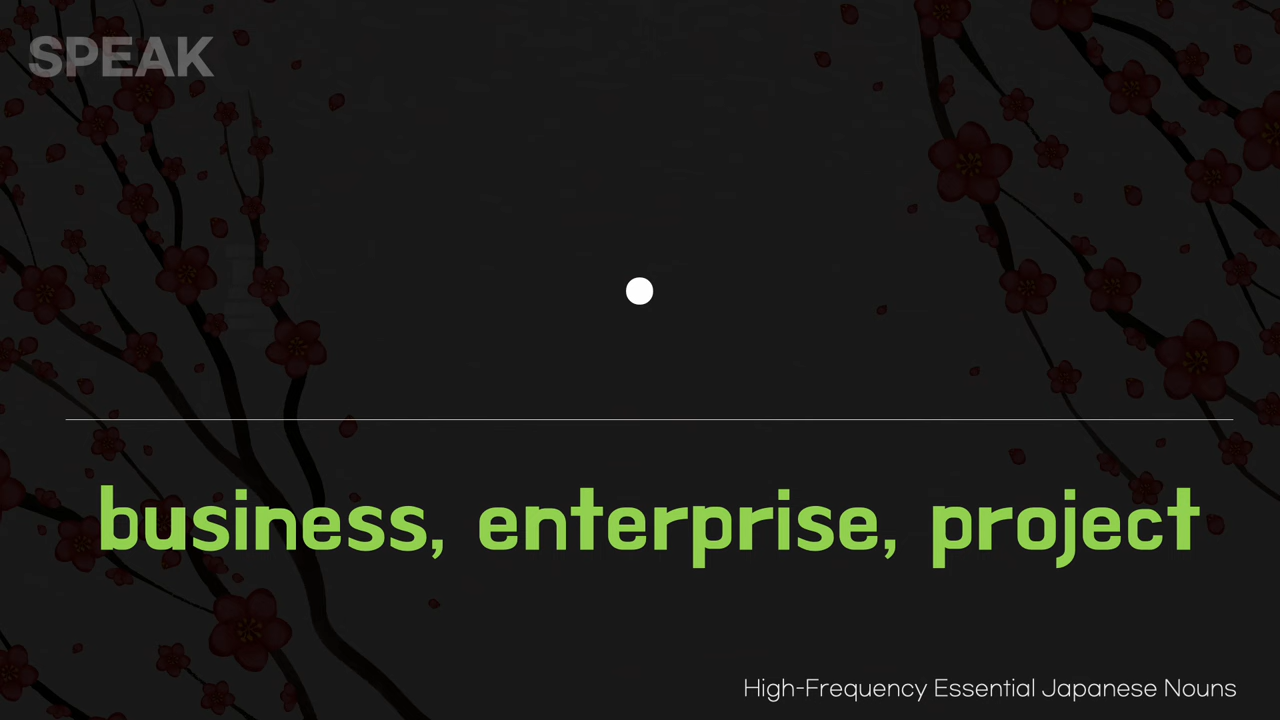 SPEAK
business, enterprise, project
High-Frequency Essential Japanese Nouns